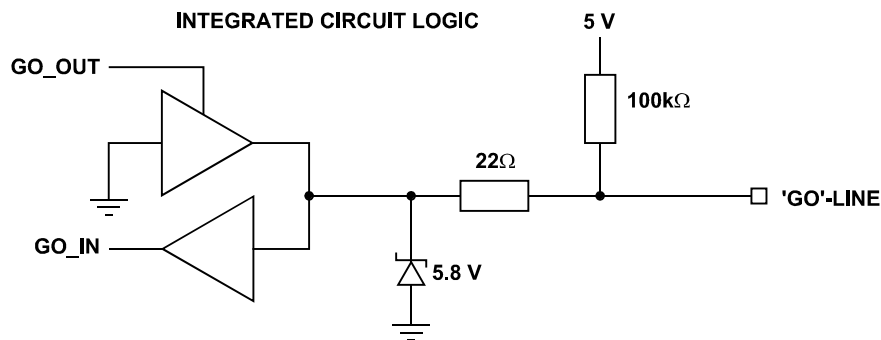 INTEGRATED CIRCUIT LOGIC
5 V
GO_OUT
100kΩ
22Ω
'GO'-LINE
GO_IN
5.8 V